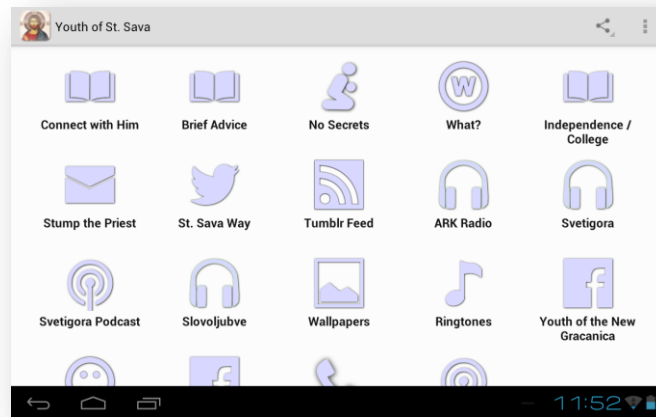 Youth of St. Sava
Connect with Him
Brief Advice
No Secrets
W
What?
Independence /
College
Stump the Priest
St. Sava Way
Tumblr Feed
ARK Radio
Svetigora
Svetigora Podcast
Slovoljubve
Wallpapers
Ringtones
f
Youth of the New
Gracanica
f
11:52